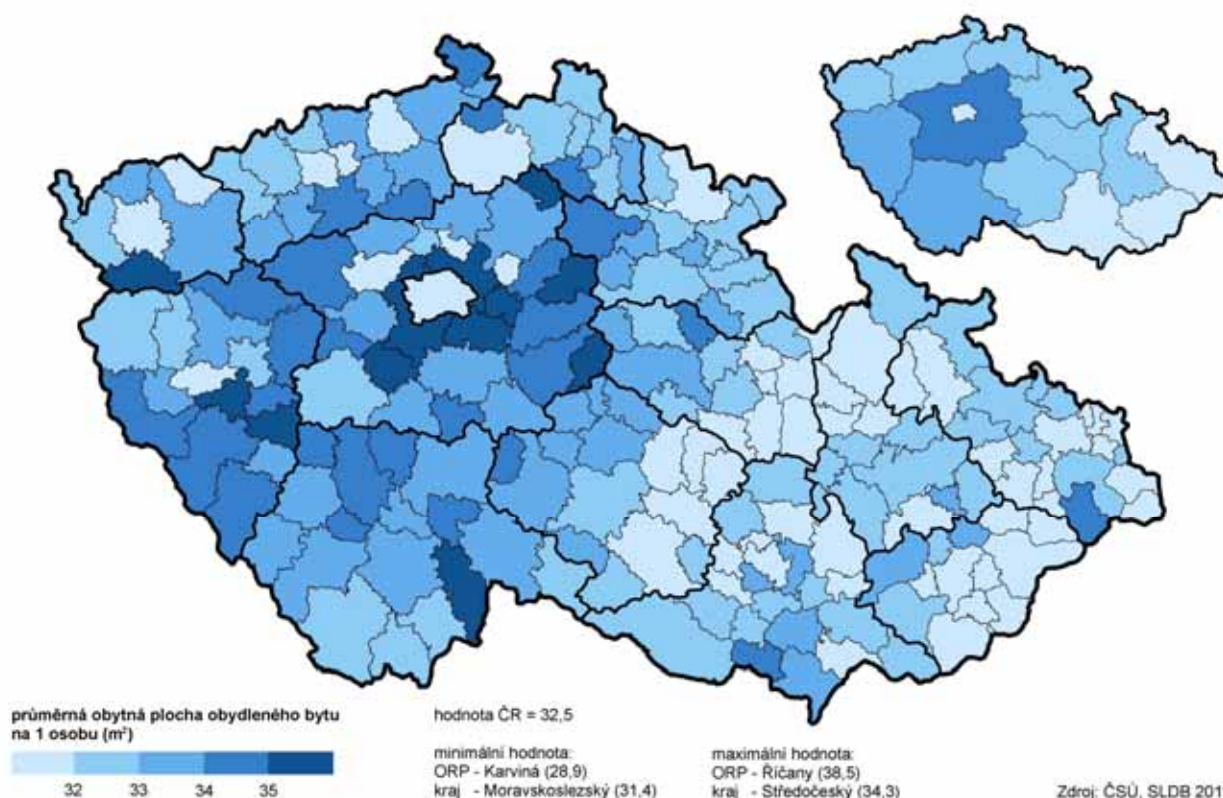 průměrná obytná plocha obydleného bytu
na 1 osobu (m²)
32 33 34 35
hodnota ČR = 32,5
minimální hodnota:
ORP - Karviná (28,9)
kraj - Moravskoslezský (31,4)
maximální hodnota:
ORP - Říčany (38,5)
kraj - Středočeský (34,3)
Zdroj: ČSÚ, SLDB 201